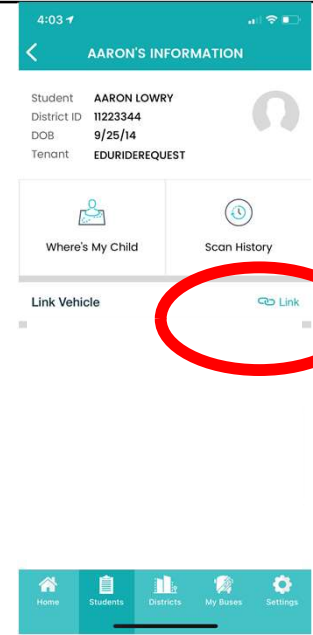 4:03
AARON'S INFORMATION
Student AARON LOWRY
District ID 11223344
DOB 9/25/14
Tenant EDURIDEREQUEST
Where's My Child Scan History
Link Vehicle Link
Home Students Districts My Buses Settings